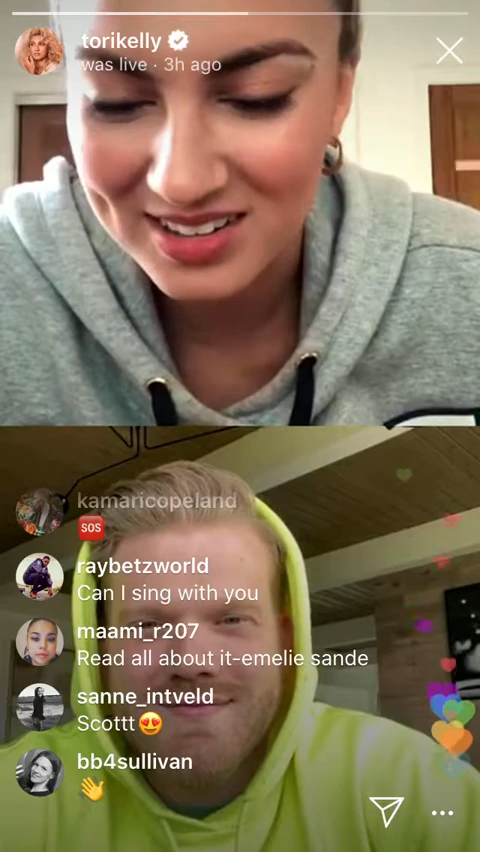 torikelly
was live · 3h ago
kamaricopeland
🆘
raybetzworld
Can I sing with you
maami_r207
Read all about it-emelie sande
sanne_intveld
Scottt😍
bb4sullivan
👋